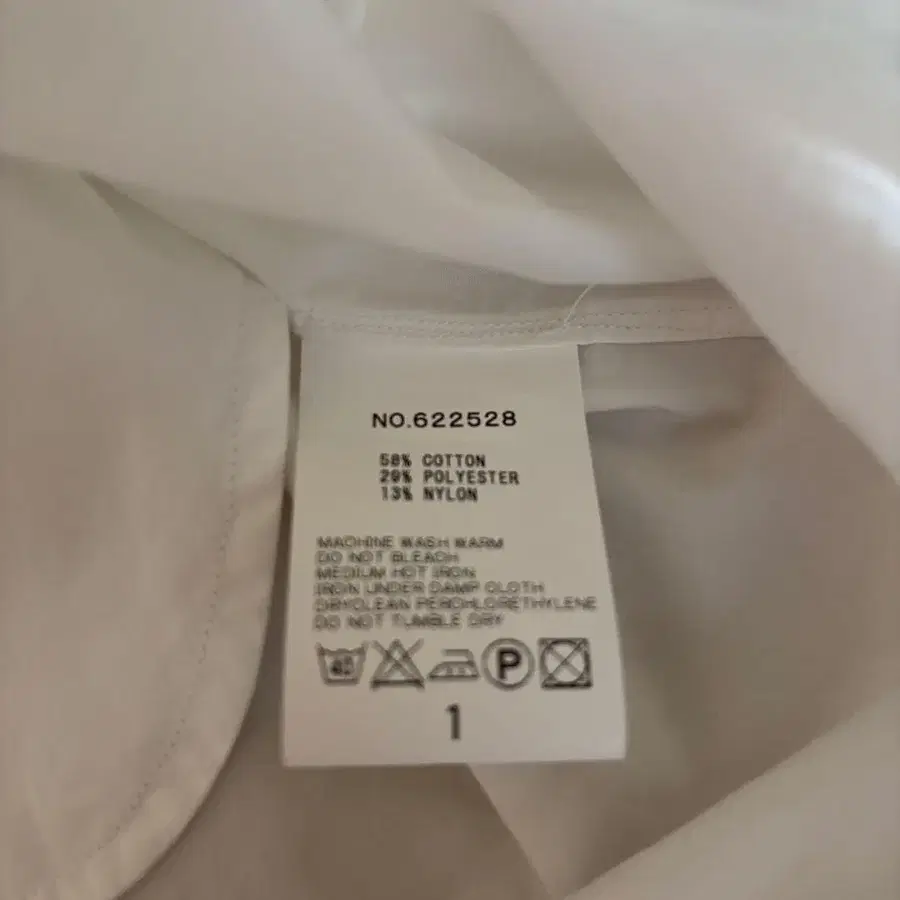 NO.622528
58% COTTON
29% POLYESTER
13% NYLON
MACHINE WASH WARM
DO NOT BLEACH
MEDIUM HOT IRON
IRON UNDER DAMP CLOTH
DRYCLEAN PERCHLORETHYLENE
DO NOT TUMBLE DRY
40 P
1